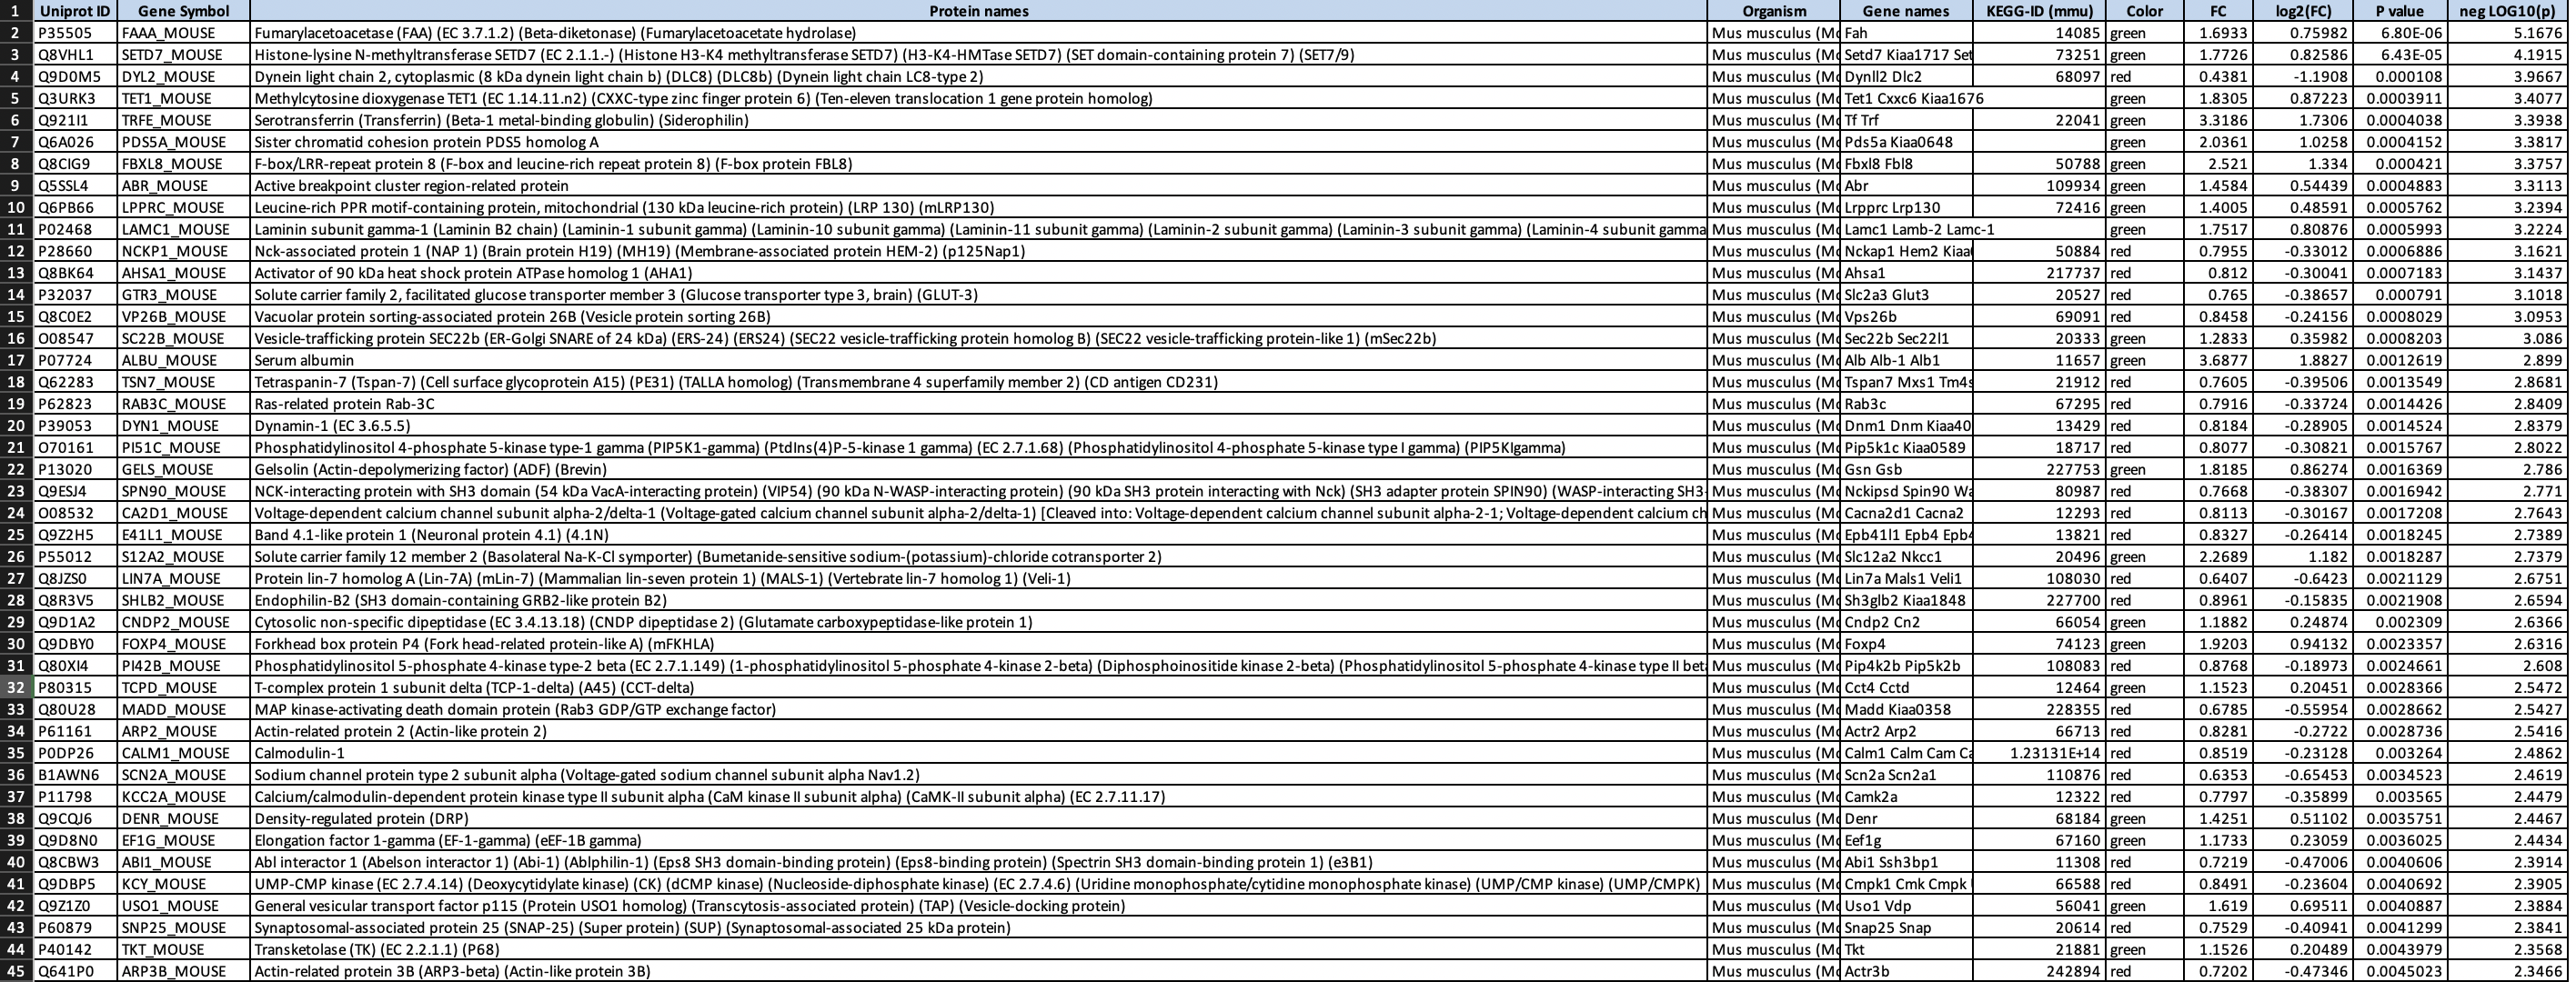 1 Uniprot ID Gene Symbol Protein names Organism Gene names KEGG-ID (mmu) Color FC log2(FC) P value neg LOG10(p)
2 P35505 FAAA_MOUSE Fumarylacetoacetase (FAA) (EC 3.7.1.2) (Beta-diketonase) (Fumarylacetoacetate hydrolase) Mus musculus (Mo Fah 14085 green 1.6933 0.75982 6.80E-06 5.1676
3 Q8VHL1 SETD7_MOUSE Histone-lysine N-methyltransferase SETD7 (EC 2.1.1.-) (Histone H3-K4 methyltransferase SETD7) (H3-K4-HMTase SETD7) (SET domain-containing protein 7) (SET7/9) Mus musculus (Mo Setd7 Kiaa1717 Set 73251 green 1.7726 0.82586 6.43E-05 4.1915
4 Q9D0M5 DYL2_MOUSE Dynein light chain 2, cytoplasmic (8 kDa dynein light chain b) (DLC8) (DLC8b) (Dynein light chain LC8-type 2) Mus musculus (Mo Dynll2 Dlc2 68097 red 0.4381 -1.1908 0.000108 3.9667
5 Q3URK3 TET1_MOUSE Methylcytosine dioxygenase TET1 (EC 1.14.11.n2) (CXXC-type zinc finger protein 6) (Ten-eleven translocation 1 gene protein homolog) Mus musculus (Mo Tet1 Cxxc6 Kiaa1676 green 1.8305 0.87223 0.0003911 3.4077
6 Q921I1 TRFE_MOUSE Serotransferrin (Transferrin) (Beta-1 metal-binding globulin) (Siderophilin) Mus musculus (Mo Tf Trf 22041 green 3.3186 1.7306 0.0004038 3.3938
7 Q6A026 PDS5A_MOUSE Sister chromatid cohesion protein PDS5 homolog A Mus musculus (Mo Pds5a Kiaa0648 green 2.0361 1.0258 0.0004152 3.3817
8 Q8CIG9 FBXL8_MOUSE F-box/LRR-repeat protein 8 (F-box and leucine-rich repeat protein 8) (F-box protein FBL8) Mus musculus (Mo Fbxl8 Fbl8 50788 green 2.521 1.334 0.000421 3.3757
9 Q5SSL4 ABR_MOUSE Active breakpoint cluster region-related protein Mus musculus (Mo Abr 109934 green 1.4584 0.54439 0.0004883 3.3113
10 Q6PB66 LPPRC_MOUSE Leucine-rich PPR motif-containing protein, mitochondrial (130 kDa leucine-rich protein) (LRP 130) (mLRP130) Mus musculus (Mo Lrpprc Lrp130 72416 green 1.4005 0.48591 0.0005762 3.2394
11 P02468 LAMC1_MOUSE Laminin subunit gamma-1 (Laminin B2 chain) (Laminin-1 subunit gamma) (Laminin-10 subunit gamma) (Laminin-11 subunit gamma) (Laminin-2 subunit gamma) (Laminin-3 subunit gamma) (Laminin-4 subunit gamma Mus musculus (Mo Lamc1 Lamb-2 Lamc-1 green 1.7517 0.80876 0.0005993 3.2224
12 P28660 NCKP1_MOUSE Nck-associated protein 1 (NAP 1) (Brain protein H19) (MH19) (Membrane-associated protein HEM-2) (p125Nap1) Mus musculus (Mo Nckap1 Hem2 Kiaa 50884 red 0.7955 -0.33012 0.0006886 3.1621
13 Q8BK64 AHSA1_MOUSE Activator of 90 kDa heat shock protein ATPase homolog 1 (AHA1) Mus musculus (Mo Ahsa1 217737 red 0.812 -0.30041 0.0007183 3.1437
14 P32037 GTR3_MOUSE Solute carrier family 2, facilitated glucose transporter member 3 (Glucose transporter type 3, brain) (GLUT-3) Mus musculus (Mo Slc2a3 Glut3 20527 red 0.765 -0.38657 0.000791 3.1018
15 Q8C0E2 VP26B_MOUSE Vacuolar protein sorting-associated protein 26B (Vesicle protein sorting 26B) Mus musculus (Mo Vps26b 69091 red 0.8458 -0.24156 0.0008029 3.0953
16 O08547 SC22B_MOUSE Vesicle-trafficking protein SEC22b (ER-Golgi SNARE of 24 kDa) (ERS-24) (ERS24) (SEC22 vesicle-trafficking protein homolog B) (SEC22 vesicle-trafficking protein-like 1) (mSec22b) Mus musculus (Mo Sec22b Sec22l1 20333 green 1.2833 0.35982 0.0008203 3.086
17 P07724 ALBU_MOUSE Serum albumin Mus musculus (Mo Alb Alb-1 Alb1 11657 green 3.6877 1.8827 0.0012619 2.899
18 Q62283 TSN7_MOUSE Tetraspanin-7 (Tspan-7) (Cell surface glycoprotein A15) (PE31) (TALLA homolog) (Transmembrane 4 superfamily member 2) (CD antigen CD231) Mus musculus (Mo Tspan7 Mxs1 Tm4s 21912 red 0.7605 -0.39506 0.0013549 2.8681
19 P62823 RAB3C_MOUSE Ras-related protein Rab-3C Mus musculus (Mo Rab3c 67295 red 0.7916 -0.33724 0.0014426 2.8409
20 P39053 DYN1_MOUSE Dynamin-1 (EC 3.6.5.5) Mus musculus (Mo Dnm1 Dnm Kiaa40 13429 red 0.8184 -0.28905 0.0014524 2.8379
21 O70161 PI51C_MOUSE Phosphatidylinositol 4-phosphate 5-kinase type-1 gamma (PIP5K1-gamma) (PtdIns(4)P-5-kinase 1 gamma) (EC 2.7.1.68) (Phosphatidylinositol 4-phosphate 5-kinase type I gamma) (PIP5KIgamma) Mus musculus (Mo Pip5k1c Kiaa0589 18717 red 0.8077 -0.30821 0.0015767 2.8022
22 P13020 GELS_MOUSE Gelsolin (Actin-depolymerizing factor) (ADF) (Brevin) Mus musculus (Mo Gsn Gsb 227753 green 1.8185 0.86274 0.0016369 2.786
23 Q9ESJ4 SPN90_MOUSE NCK-interacting protein with SH3 domain (54 kDa VacA-interacting protein) (VIP54) (90 kDa N-WASP-interacting protein) (90 kDa SH3 protein interacting with Nck) (SH3 adapter protein SPIN90) (WASP-interacting SH3- Mus musculus (Mo Nckipsd Spin90 Wa 80987 red 0.7668 -0.38307 0.0016942 2.771
24 O08532 CA2D1_MOUSE Voltage-dependent calcium channel subunit alpha-2/delta-1 (Voltage-gated calcium channel subunit alpha-2/delta-1) [Cleaved into: Voltage-dependent calcium channel subunit alpha-2-1; Voltage-dependent calcium ch Mus musculus (Mo Cacna2d1 Cacna2 12293 red 0.8113 -0.30167 0.0017208 2.7643
25 Q9Z2H5 E41L1_MOUSE Band 4.1-like protein 1 (Neuronal protein 4.1) (4.1N) Mus musculus (Mo Epb41l1 Epb4 Epb4 13821 red 0.8327 -0.26414 0.0018245 2.7389
26 P55012 S12A2_MOUSE Solute carrier family 12 member 2 (Basolateral Na-K-Cl symporter) (Bumetanide-sensitive sodium-(potassium)-chloride cotransporter 2) Mus musculus (Mo Slc12a2 Nkcc1 20496 green 2.2689 1.182 0.0018287 2.7379
27 Q8JZS0 LIN7A_MOUSE Protein lin-7 homolog A (Lin-7A) (mLin-7) (Mammalian lin-seven protein 1) (MALS-1) (Vertebrate lin-7 homolog 1) (Veli-1) Mus musculus (Mo Lin7a Mals1 Veli1 108030 red 0.6407 -0.6423 0.0021129 2.6751
28 Q8R3V5 SHLB2_MOUSE Endophilin-B2 (SH3 domain-containing GRB2-like protein B2) Mus musculus (Mo Sh3glb2 Kiaa1848 227700 red 0.8961 -0.15835 0.0021908 2.6594
29 Q9D1A2 CNDP2_MOUSE Cytosolic non-specific dipeptidase (EC 3.4.13.18) (CNDP dipeptidase 2) (Glutamate carboxypeptidase-like protein 1) Mus musculus (Mo Cndp2 Cn2 66054 green 1.1882 0.24874 0.002309 2.6366
30 Q9DBY0 FOXP4_MOUSE Forkhead box protein P4 (Fork head-related protein-like A) (mFKHLA) Mus musculus (Mo Foxp4 74123 green 1.9203 0.94132 0.0023357 2.6316
31 Q80XI4 PI42B_MOUSE Phosphatidylinositol 5-phosphate 4-kinase type-2 beta (EC 2.7.1.149) (1-phosphatidylinositol 5-phosphate 4-kinase 2-beta) (Diphosphoinositide kinase 2-beta) (Phosphatidylinositol 5-phosphate 4-kinase type II beta Mus musculus (Mo Pip4k2b Pip5k2b 108083 red 0.8768 -0.18973 0.0024661 2.608
32 P80315 TCPD_MOUSE T-complex protein 1 subunit delta (TCP-1-delta) (A45) (CCT-delta) Mus musculus (Mo Cct4 Cctd 12464 green 1.1523 0.20451 0.0028366 2.5472
33 Q80U28 MADD_MOUSE MAP kinase-activating death domain protein (Rab3 GDP/GTP exchange factor) Mus musculus (Mo Madd Kiaa0358 228355 red 0.6785 -0.55954 0.0028662 2.5427
34 P61161 ARP2_MOUSE Actin-related protein 2 (Actin-like protein 2) Mus musculus (Mo Actr2 Arp2 66713 red 0.8281 -0.2722 0.0028736 2.5416
35 P0DP26 CALM1_MOUSE Calmodulin-1 Mus musculus (Mo Calm1 Calm Cam Ca 1.23131E+14 red 0.8519 -0.23128 0.003264 2.4862
36 B1AWN6 SCN2A_MOUSE Sodium channel protein type 2 subunit alpha (Voltage-gated sodium channel subunit alpha Nav1.2) Mus musculus (Mo Scn2a Scn2a1 110876 red 0.6353 -0.65453 0.0034523 2.4619
37 P11798 KCC2A_MOUSE Calcium/calmodulin-dependent protein kinase type II subunit alpha (CaM kinase II subunit alpha) (CaMK-II subunit alpha) (EC 2.7.11.17) Mus musculus (Mo Camk2a 12322 red 0.7797 -0.35899 0.003565 2.4479
38 Q9CQJ6 DENR_MOUSE Density-regulated protein (DRP) Mus musculus (Mo Denr 68184 green 1.4251 0.51102 0.0035751 2.4467
39 Q9D8N0 EF1G_MOUSE Elongation factor 1-gamma (EF-1-gamma) (eEF-1B gamma) Mus musculus (Mo Eef1g 67160 green 1.1733 0.23059 0.0036025 2.4434
40 Q8CBW3 ABI1_MOUSE Abl interactor 1 (Abelson interactor 1) (Abi-1) (Ablphilin-1) (Eps8 SH3 domain-binding protein) (Eps8-binding protein) (Spectrin SH3 domain-binding protein 1) (e3B1) Mus musculus (Mo Abi1 Ssh3bp1 11308 red 0.7219 -0.47006 0.0040606 2.3914
41 Q9DBP5 KCY_MOUSE UMP-CMP kinase (EC 2.7.4.14) (Deoxycytidylate kinase) (CK) (dCMP kinase) (Nucleoside-diphosphate kinase) (EC 2.7.4.6) (Uridine monophosphate/cytidine monophosphate kinase) (UMP/CMP kinase) (UMP/CMPK) Mus musculus (Mo Cmpk1 Cmk Cmpk 66588 red 0.8491 -0.23604 0.0040692 2.3905
42 Q9Z1Z0 USO1_MOUSE General vesicular transport factor p115 (Protein USO1 homolog) (Transcytosis-associated protein) (TAP) (Vesicle-docking protein) Mus musculus (Mo Uso1 Vdp 56041 green 1.619 0.69511 0.0040887 2.3884
43 P60879 SNP25_MOUSE Synaptosomal-associated protein 25 (SNAP-25) (Super protein) (SUP) (Synaptosomal-associated 25 kDa protein) Mus musculus (Mo Snap25 Snap 20614 red 0.7529 -0.40941 0.0041299 2.3841
44 P40142 TKT_MOUSE Transketolase (TK) (EC 2.2.1.1) (P68) Mus musculus (Mo Tkt 21881 green 1.1526 0.20489 0.0043979 2.3568
45 Q641P0 ARP3B_MOUSE Actin-related protein 3B (ARP3-beta) (Actin-like protein 3B) Mus musculus (Mo Actr3b 242894 red 0.7202 -0.47346 0.0045023 2.3466